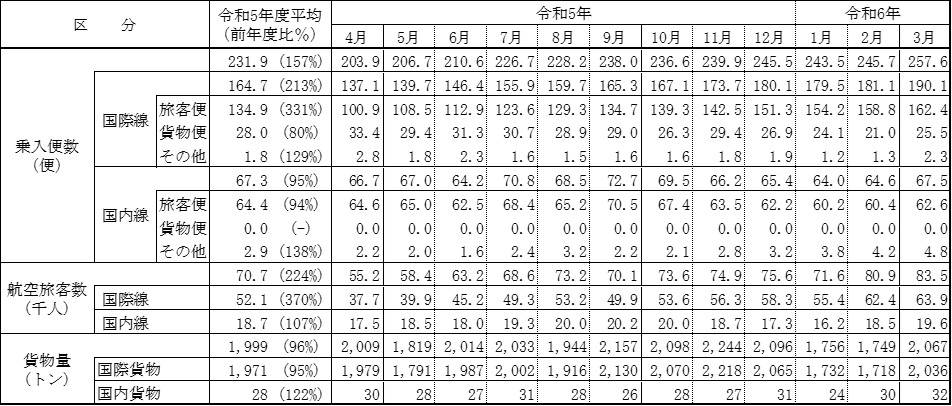 区　分 令和5年度平均（前年度比％） 令和5年 令和6年
4月 5月 6月 7月 8月 9月 10月 11月 12月 1月 2月 3月
乗入便数（便） 231.9 (157%) 203.9 206.7 210.6 226.7 228.2 238.0 236.6 239.9 245.5 243.5 245.7 257.6
国際線 164.7 (213%) 137.1 139.7 146.4 155.9 159.7 165.3 167.1 173.7 180.1 179.5 181.1 190.1
旅客便 134.9 (331%) 100.9 108.5 112.9 123.6 129.3 134.7 139.3 142.5 151.3 154.2 158.8 162.4
貨物便 28.0 (80%) 33.4 29.4 31.3 30.7 28.9 29.0 26.3 29.4 26.9 24.1 21.0 25.5
その他 1.8 (129%) 2.8 1.8 2.3 1.6 1.5 1.6 1.6 1.8 1.9 1.2 1.3 2.3
国内線 67.3 (95%) 66.7 67.0 64.2 70.8 68.5 72.7 69.5 66.2 65.4 64.0 64.6 67.5
旅客便 64.4 (94%) 64.6 65.0 62.5 68.4 65.2 70.5 67.4 63.5 62.2 60.2 60.4 62.6
貨物便 0.0 (-) 0.0 0.0 0.0 0.0 0.0 0.0 0.0 0.0 0.0 0.0 0.0 0.0
その他 2.9 (138%) 2.2 2.0 1.6 2.4 3.2 2.2 2.1 2.8 3.2 3.8 4.2 4.8
航空旅客数（千人） 70.7 (224%) 55.2 58.4 63.2 68.6 73.2 70.1 73.6 74.9 75.6 71.6 80.9 83.5
国際線 52.1 (370%) 37.7 39.9 45.2 49.3 53.2 49.9 53.6 56.3 58.3 55.4 62.4 63.9
国内線 18.7 (107%) 17.5 18.5 18.0 19.3 20.0 20.2 20.0 18.7 17.3 16.2 18.5 19.6
貨物量（トン） 1,999 (96%) 2,009 1,819 2,014 2,033 1,944 2,157 2,098 2,244 2,096 1,756 1,749 2,067
国際貨物 1,971 (95%) 1,979 1,791 1,987 2,002 1,916 2,130 2,070 2,218 2,065 1,732 1,718 2,036
国内貨物 28 (122%) 30 28 27 31 28 26 28 27 31 24 30 32